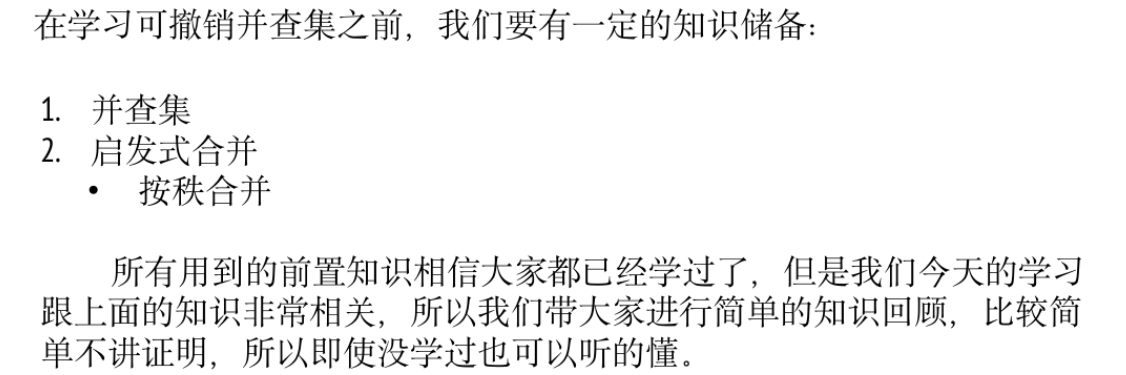 在学习可撤销并查集之前，我们要有一定的知识储备：
1. 并查集
2. 启发式合并
• 按秩合并
所有用到的前置知识相信大家都已经学过了，但是我们今天的学习
跟上面的知识非常相关，所以我们带大家进行简单的知识回顾，比较简
单不讲证明，所以即使没学过也可以听的懂。